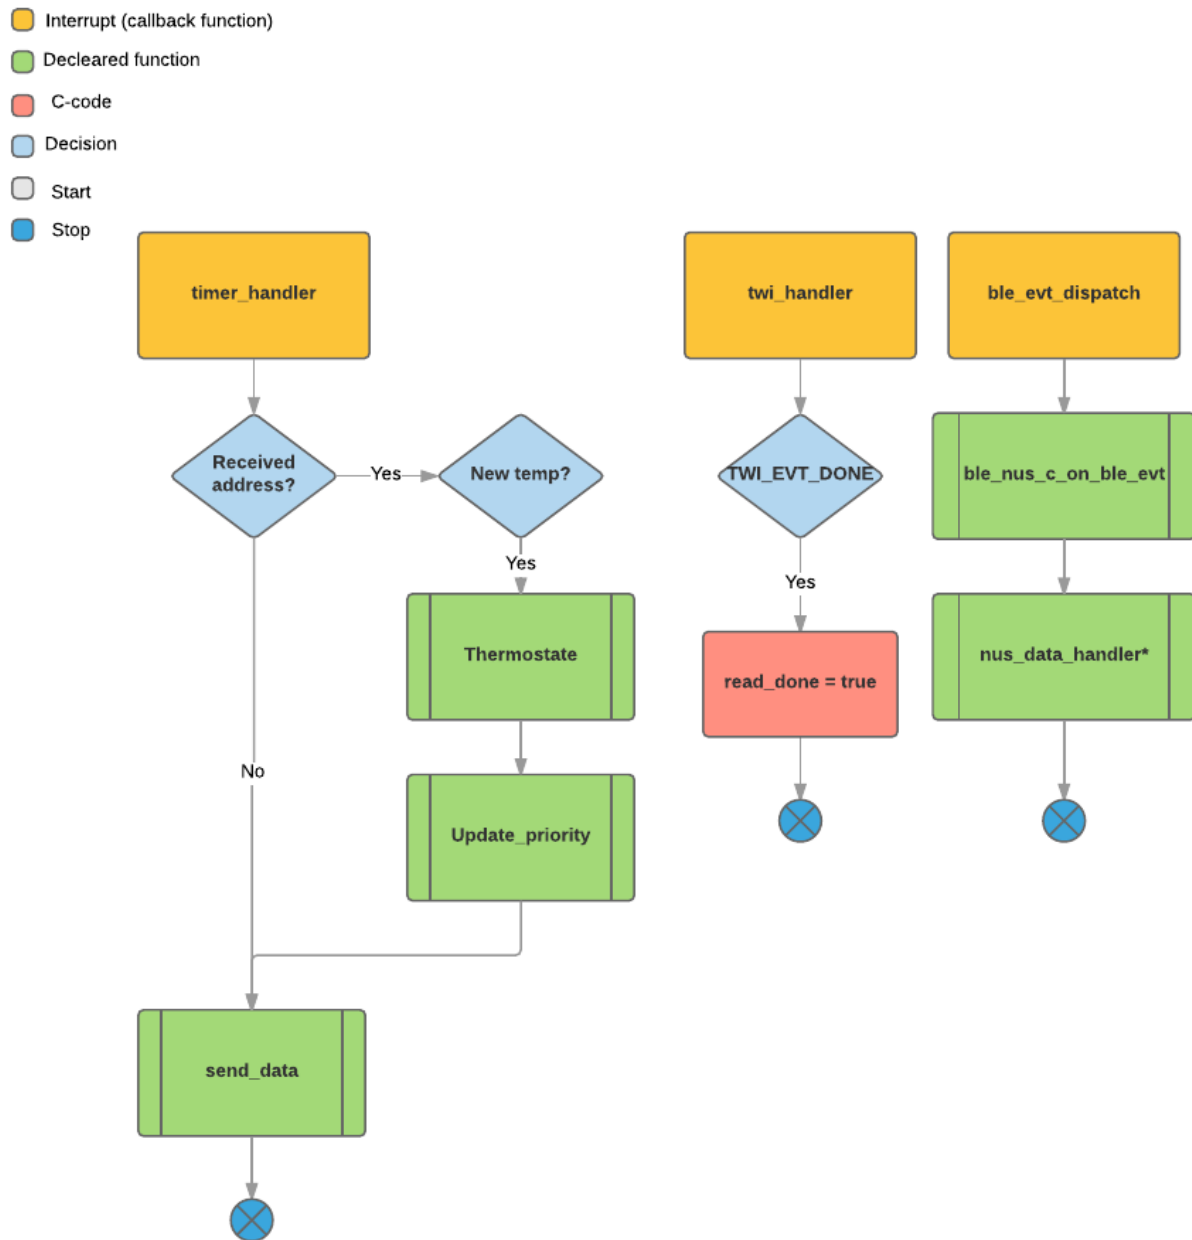 Interrupt (callback function)
Decleared function
C-code
Decision
Start
Stop
timer_handler
twi_handler
ble_evt_dispatch
Received
address?
Yes
New temp?
TWI_EVT_DONE
ble_nus_c_on_ble_evt
Yes
Yes
Thermostate
read_done = true
nus_data_handler*
No
Update_priority
send_data